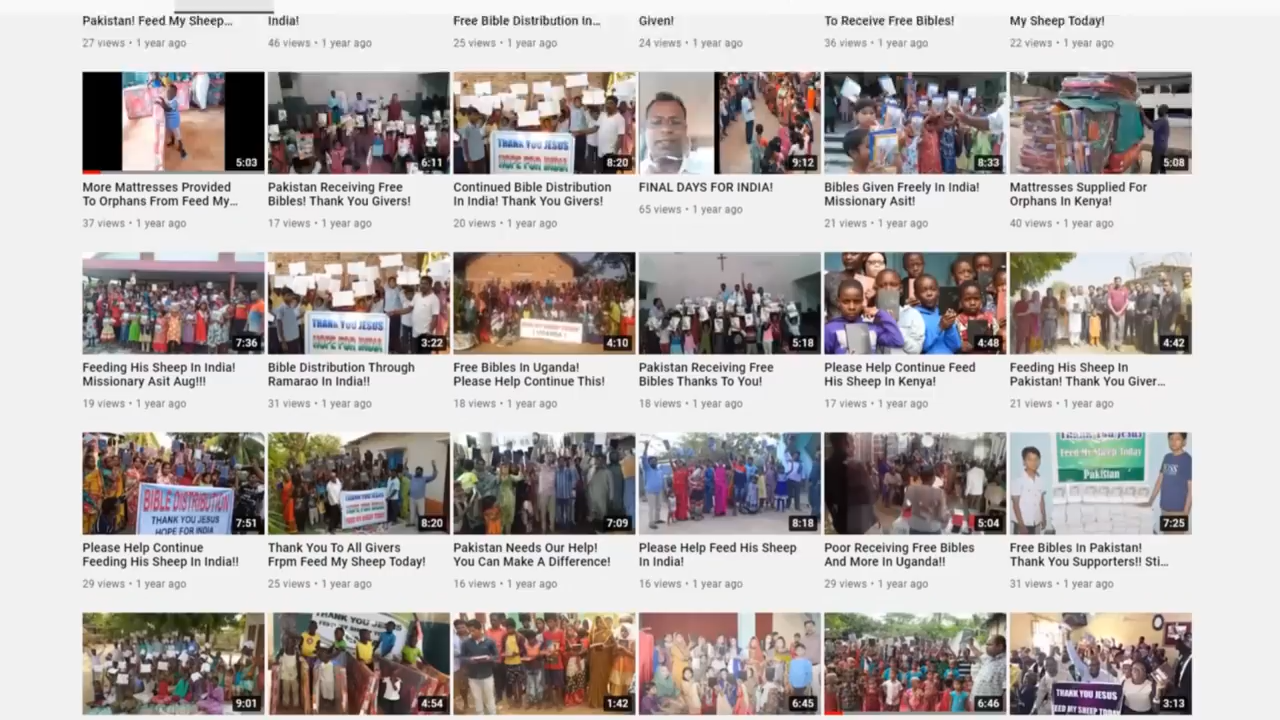 Pakistan! Feed My Sheep...
India!
Free Bible Distribution In...
Given!
To Receive Free Bibles!
My Sheep Today!
27 views • 1 year ago
46 views • 1 year ago
25 views • 1 year ago
24 views • 1 year ago
36 views • 1 year ago
22 views • 1 year ago
THANK YOU JESUS
HOPE FOR INDIA
5:03
6:11
8:20
9:12
8:33
5:08
More Mattresses Provided
To Orphans From Feed My...
37 views • 1 year ago
Pakistan Receiving Free
Bibles! Thank You Givers!
17 views • 1 year ago
Continued Bible Distribution
In India! Thank You Givers!
20 views • 1 year ago
FINAL DAYS FOR INDIA!
65 views • 1 year ago
Bibles Given Freely In India!
Missionary Asit!
21 views • 1 year ago
Mattresses Supplied For
Orphans In Kenya!
40 views • 1 year ago
THANK YOU JESUS
HOPE FOR INDIA
7:36
3:22
4:10
5:18
4:48
4:42
Feeding His Sheep In India!
Missionary Asit Aug!!!
19 views • 1 year ago
Bible Distribution Through
Ramarao In India!!
31 views • 1 year ago
Free Bibles In Uganda!
Please Help Continue This!
18 views • 1 year ago
Pakistan Receiving Free
Bibles Thanks To You!
18 views • 1 year ago
Please Help Continue Feed
His Sheep In Kenya!
17 views • 1 year ago
Feeding His Sheep In
Pakistan! Thank You Giver...
21 views • 1 year ago
BIBLE DISTRIBUTION
THANK YOU JESUS
HOPE FOR INDIA
THANK YOU JESUS
Feed My Sheep Today
Pakistan
7:51
8:20
7:09
8:18
5:04
7:25
Please Help Continue
Feeding His Sheep In India!!
29 views • 1 year ago
Thank You To All Givers
Frpm Feed My Sheep Today!
25 views • 1 year ago
Pakistan Needs Our Help!
You Can Make A Difference!
16 views • 1 year ago
Please Help Feed His Sheep
In India!
16 views • 1 year ago
Poor Receiving Free Bibles
And More In Uganda!!
29 views • 1 year ago
Free Bibles In Pakistan!
Thank You Supporters!! Sti...
31 views • 1 year ago
THANK YOU JESUS
THANK YOU JESUS
FEED MY SHEEP TODAY
9:01
4:54
1:42
6:45
6:46
3:13